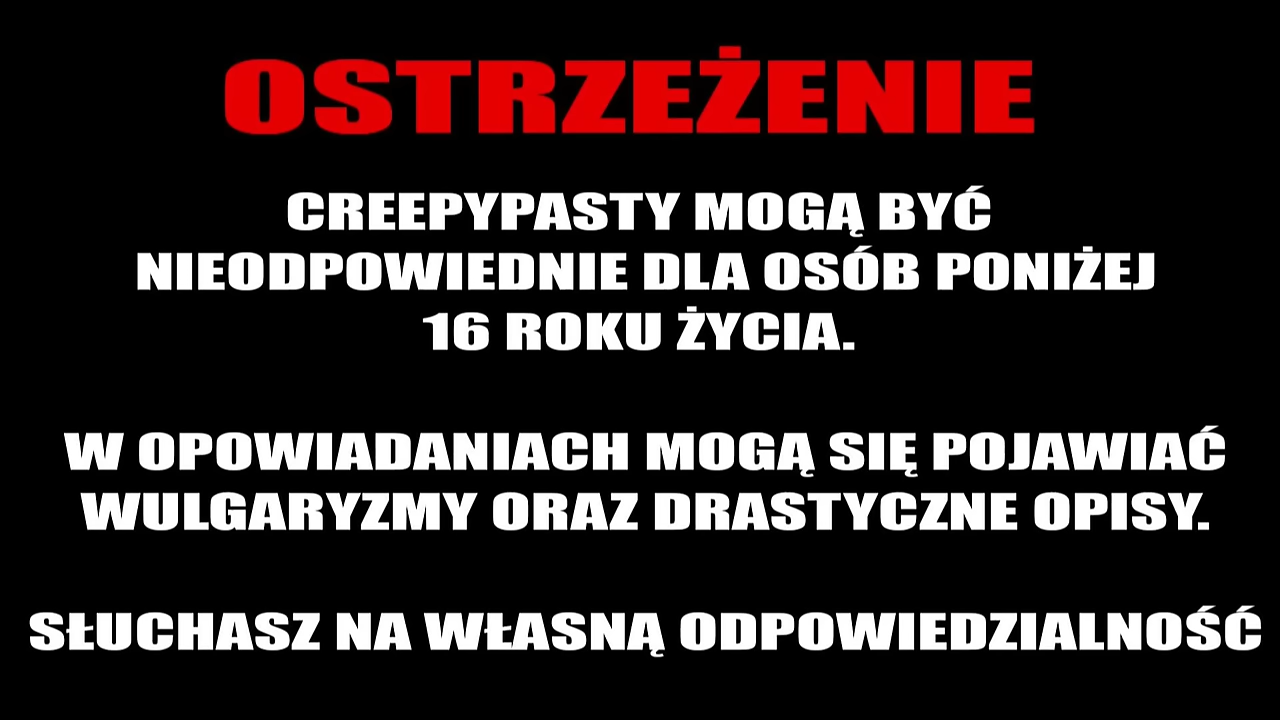 OSTRZEŻENIE
CREEPYPASTY MOGĄ BYĆ
NIEODPOWIEDNIE DLA OSÓB PONIŻEJ
16 ROKU ŻYCIA.
W OPOWIADANIACH MOGĄ SIĘ POJAWIAĆ
WULGARYZMY ORAZ DRASTYCZNE OPISY.
SŁUCHASZ NA WŁASNĄ ODPOWIEDZIALNOŚĆ